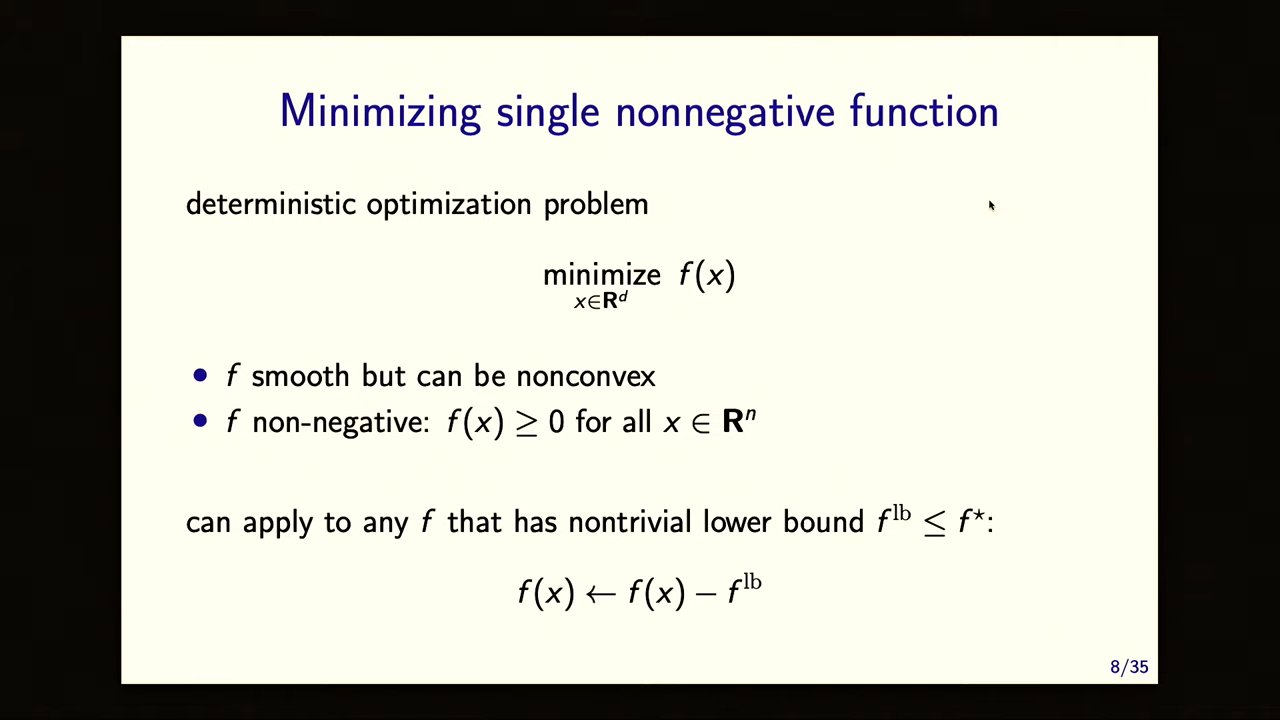 Minimizing single nonnegative function
deterministic optimization problem
minimize f(x)
x∈R^d
• f smooth but can be nonconvex
• f non-negative: f(x) ≥ 0 for all x ∈ R^n
can apply to any f that has nontrivial lower bound f^lb ≤ f^⋆:
f(x) ← f(x) − f^lb
8/35